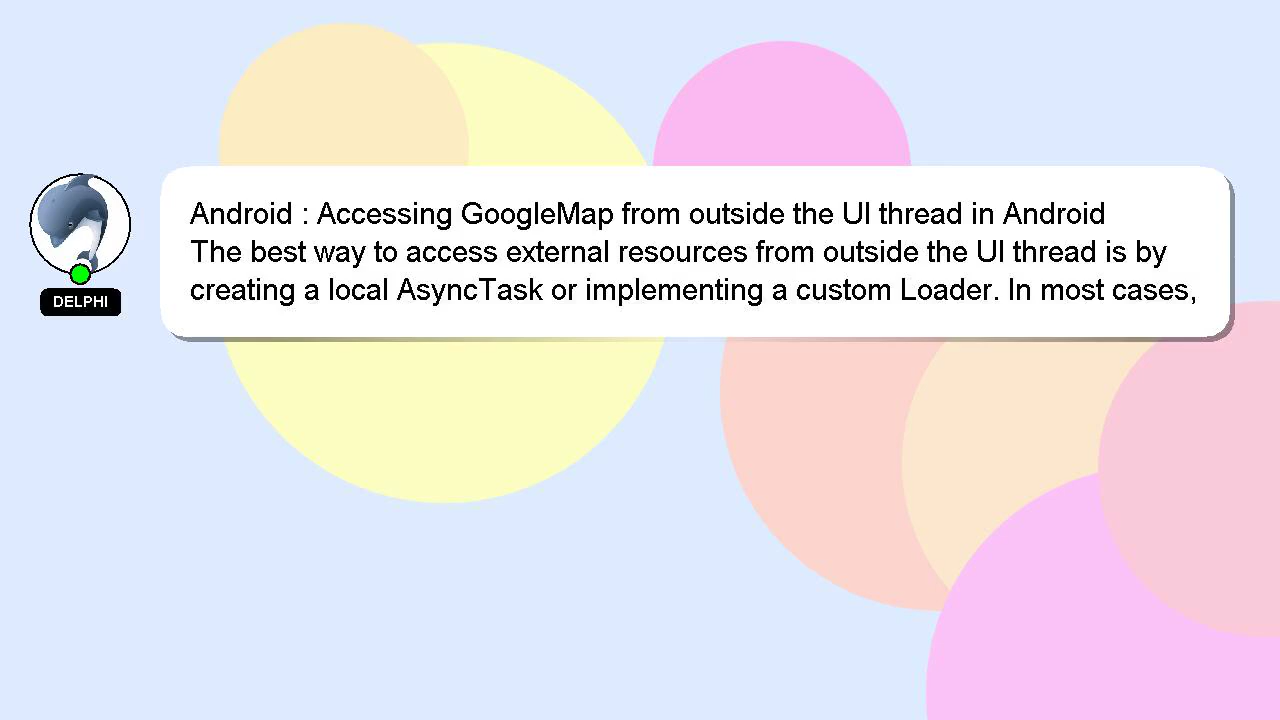 Android : Accessing GoogleMap from outside the UI thread in Android
The best way to access external resources from outside the UI thread is by
creating a local AsyncTask or implementing a custom Loader. In most cases,
DELPHI